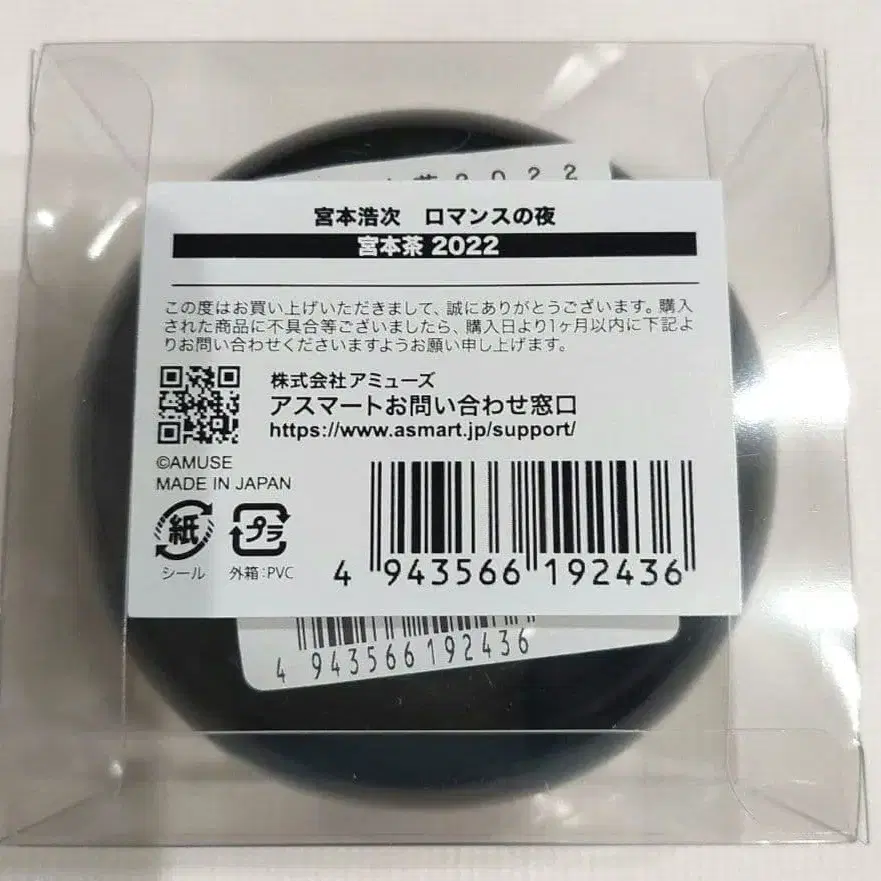 茶2022
宮本浩次 ロマンスの夜
宮本茶 2022
この度はお買い上げいただきまして、誠にありがとうございます。購入
された商品に不具合等ございましたら、購入日より1ヶ月以内に下記よ
りお問い合わせくださいますようお願い申し上げます。
株式会社アミューズ
アスマートお問い合わせ窓口
https://www.asmart.jp/support/
©AMUSE
MADE IN JAPAN
紙 プラ
シール 外箱:PVC
4 943566 192436
4 943566 192436